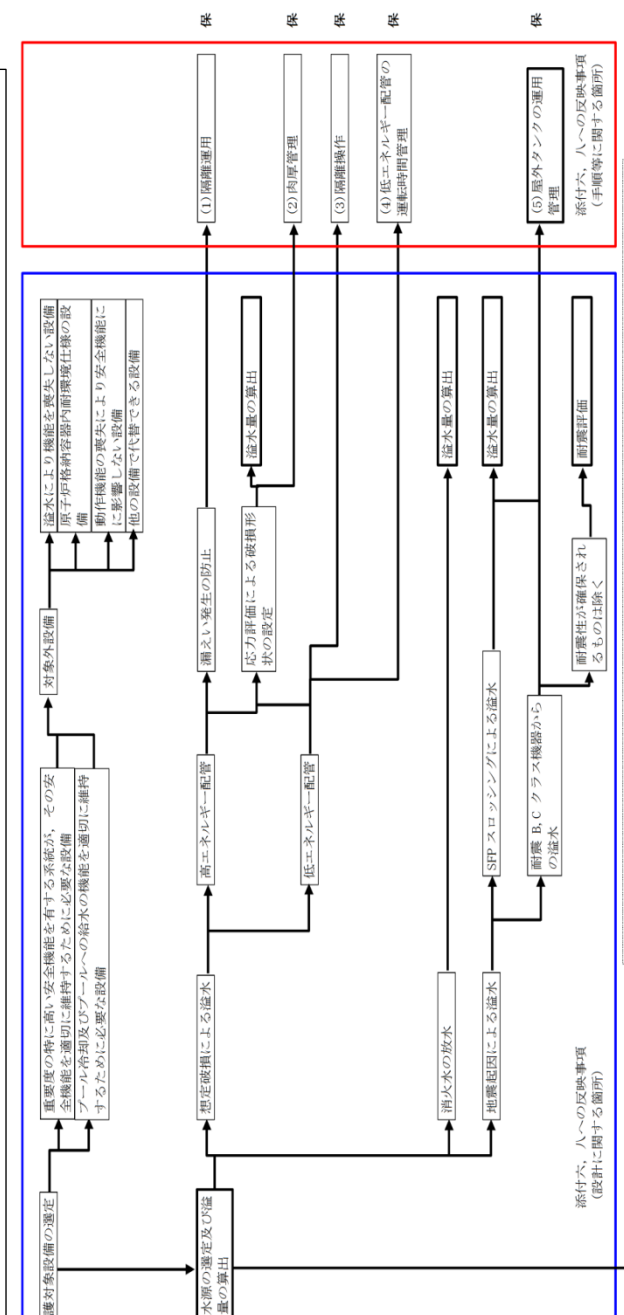 護対象設備の選定
重要度の特に高い安全機能を有する系統が，その安
全機能を適切に維持するために必要な設備
プール冷却及びプールへの給水の機能を適切に維持
するために必要な設備
対象外設備
溢水により機能を喪失しない設備
原子炉格納容器内耐環境仕様の設
備
動作機能の喪失により安全機能に
に影響しない設備
他の設備で代替できる設備
水源の選定及び溢
量の算出
想定破損による溢水
高エネルギー配管
漏えい発生の防止
(1)隔離運用
保
応力評価による破損形
状の設定
溢水量の算出
(2)肉厚管理
保
低エネルギー配管
(3)隔離操作
保
(4)低エネルギー配管の
運転時間管理
保
消火水の放水
溢水量の算出
地震起因による溢水
SFP スロッシングによる溢水
溢水量の算出
耐震 B,C クラス機器から
の溢水
(5)屋外タンクの運用
管理
保
耐震性が確保され
るものは除く
耐震評価
添付六，八への反映事項
(設計に関する箇所)
添付六，八への反映事項
(手順等に関する箇所)